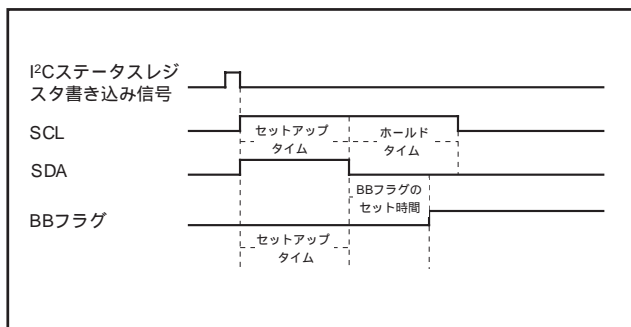 I²Cステータスレジ
スタ書き込み信号
SCL
セットアップ
タイム
ホールド
タイム
SDA
BBフラグの
セット時間
BBフラグ
セットアップ
タイム